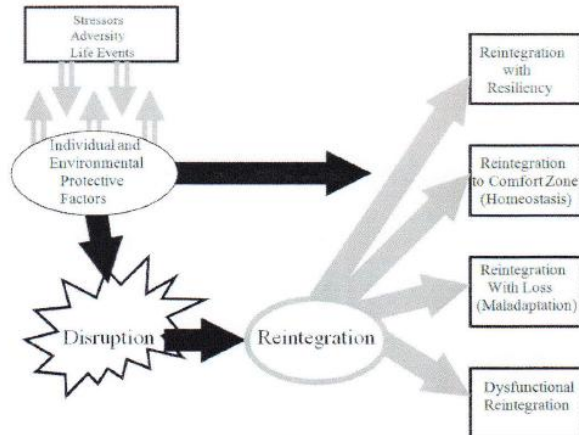 Stressors
Adversity
Life Events
Individual and
Environmental
Protective
Factors
Disruption
Reintegration
Reintegration
with
Resiliency
Reintegration
to Comfort Zone
(Homeostasis)
Reintegration
With Loss
(Maladaptation)
Dysfunctional
Reintegration